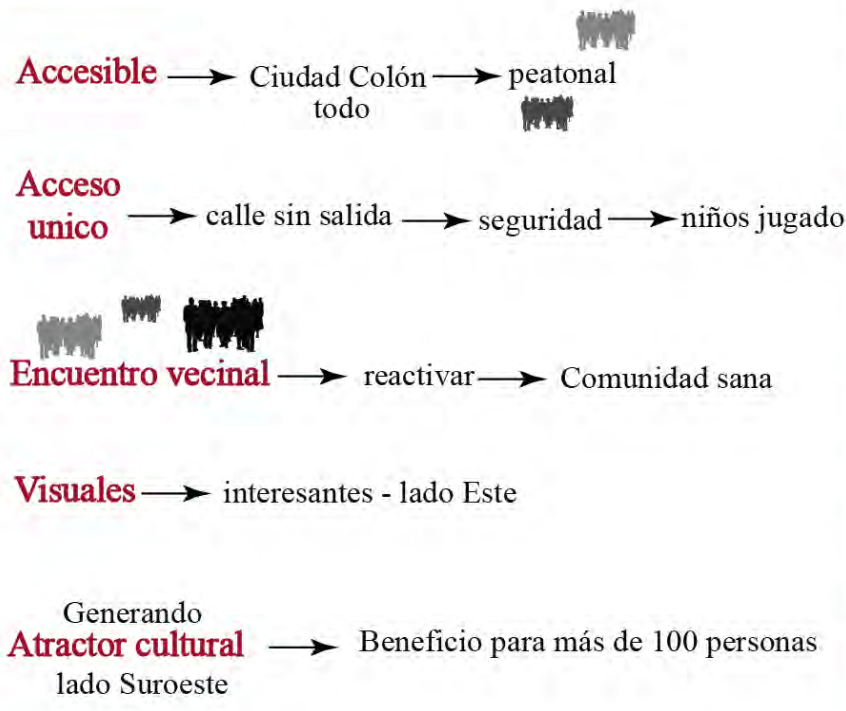 Accesible Ciudad Colón peatonal
todo
Acceso
unico calle sin salida seguridad niños jugado
Encuentro vecinal reactivar Comunidad sana
Visuales interesantes - lado Este
Generando
Atractor cultural Beneficio para más de 100 personas
lado Suroeste